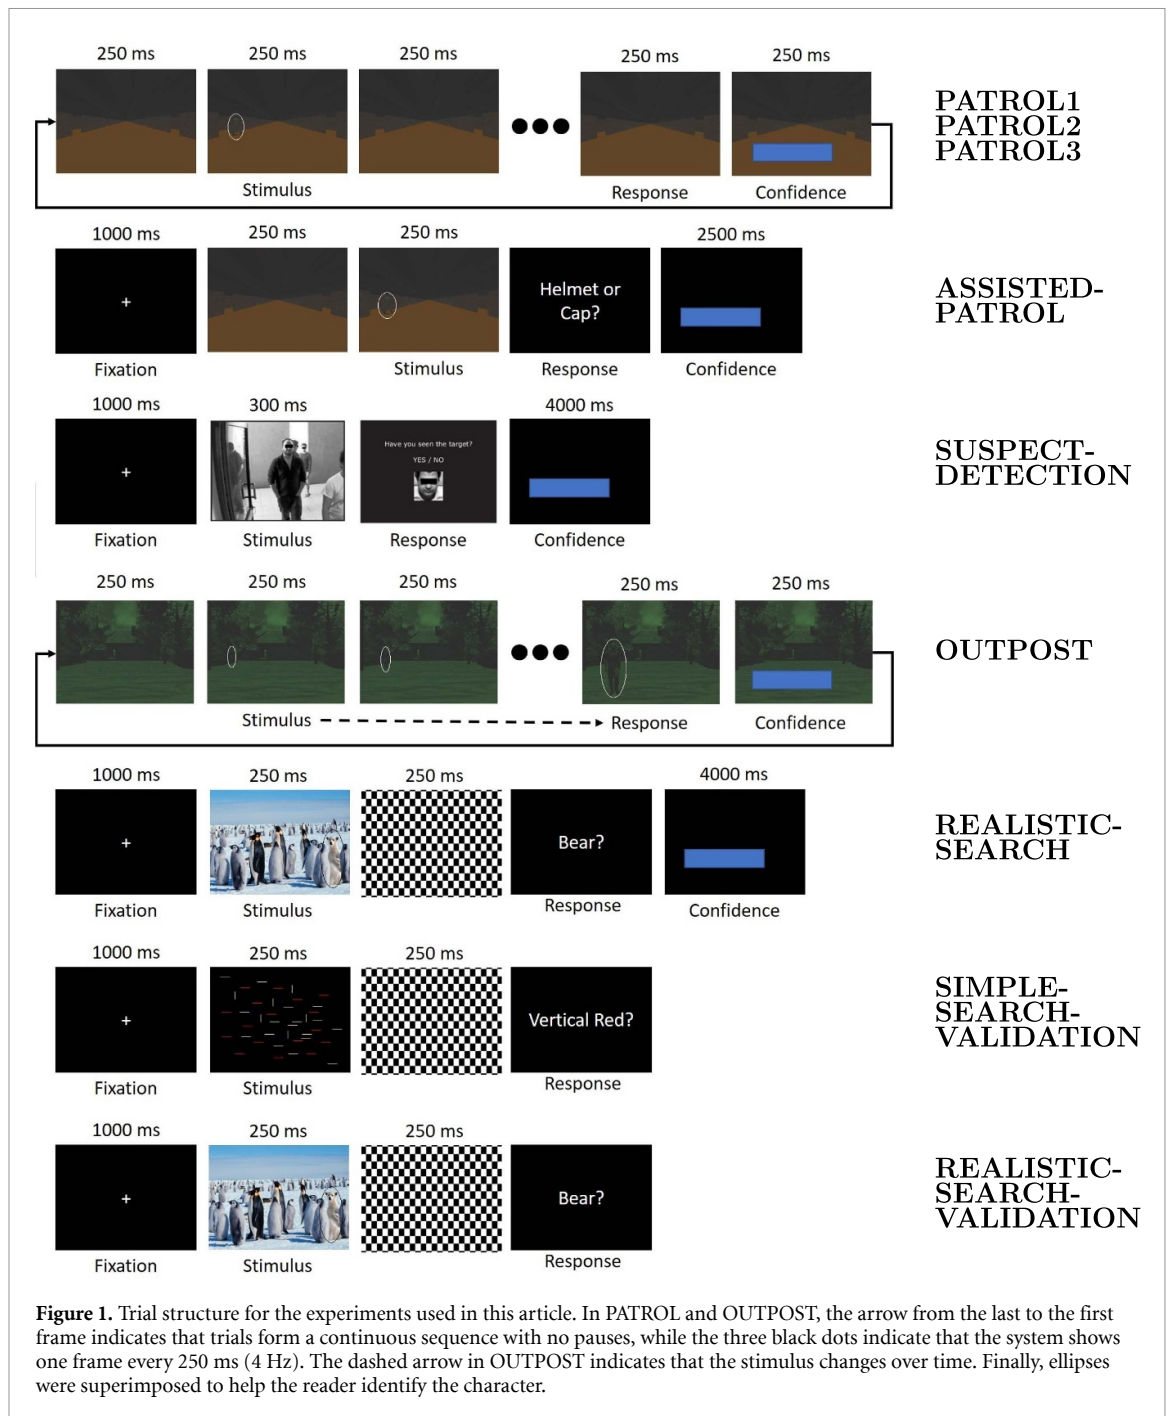 250 ms 250 ms 250 ms 250 ms 250 ms
PATROL1
PATROL2
PATROL3
Stimulus Response Confidence
1000 ms 250 ms 250 ms 2500 ms
+
Helmet or
Cap?
ASSISTED-
PATROL
Fixation Stimulus Response Confidence
1000 ms 300 ms 4000 ms
+
Have you seen the target?
YES / NO
SUSPECT-
DETECTION
Fixation Stimulus Response Confidence
250 ms 250 ms 250 ms 250 ms 250 ms
OUTPOST
Stimulus Response Confidence
1000 ms 250 ms 250 ms 4000 ms
+ Bear?
REALISTIC-
SEARCH
Fixation Stimulus Response Confidence
1000 ms 250 ms 250 ms
+ Vertical Red?
SIMPLE-
SEARCH-
VALIDATION
Fixation Stimulus Response
1000 ms 250 ms 250 ms
+ Bear?
REALISTIC-
SEARCH-
VALIDATION
Fixation Stimulus Response
Figure 1. Trial structure for the experiments used in this article. In PATROL and OUTPOST, the arrow from the last to the first
frame indicates that trials form a continuous sequence with no pauses, while the three black dots indicate that the system shows
one frame every 250 ms (4 Hz). The dashed arrow in OUTPOST indicates that the stimulus changes over time. Finally, ellipses
were superimposed to help the reader identify the character.